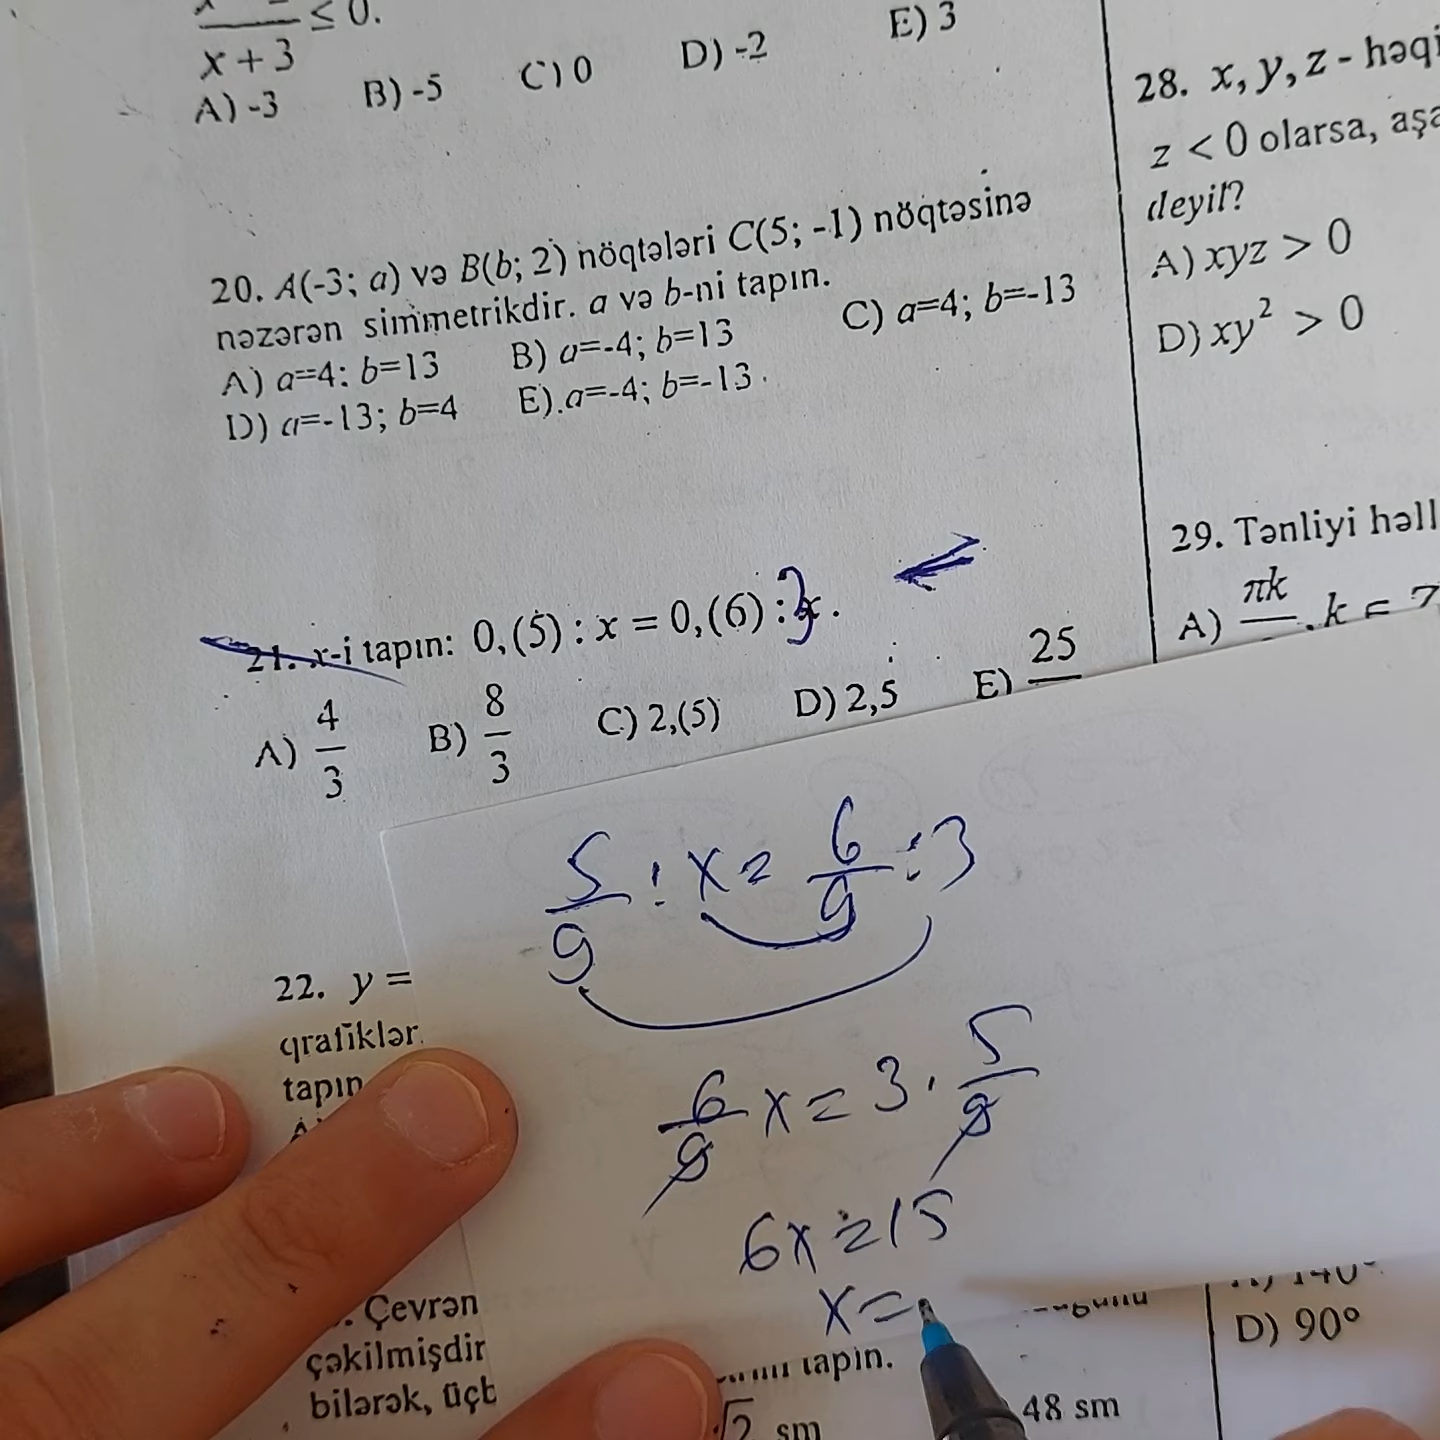 x + 3 ≤ 0.
A) -3 B) -5 C) 0 D) -2 E) 3
20. A(-3; a) və B(b; 2) nöqtələri C(5; -1) nöqtəsinə
nəzərən simmetrikdir. a və b-ni tapın.
A) a=4: b=13 B) a=-4; b=13 C) a=4; b=-13
D) a=-13; b=4 E) a=-4; b=-13.
21. x-i tapın: 0,(5) : x = 0,(6) : 3.
A) 4/3 B) 8/3 C) 2,(5) D) 2,5 E) 25
5/9 : x = 6/9 : 3
6/9 x = 3 · 5/9
6x = 15
x =
22. y =
qrafiklər
tapın
Çevrən
çəkilmişdir
bilərək, üçb
tapın.
√2 sm
48 sm
28. x, y, z - həqi
z < 0 olarsa, aşa
deyil?
A) xyz > 0
D) xy² > 0
29. Tənliyi həll
A) πk
D) 90°